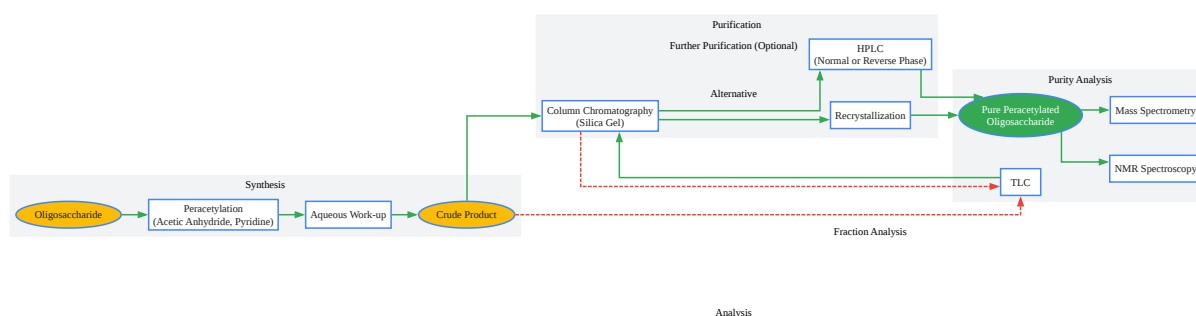 Purification
Further Purification (Optional)
HPLC
(Normal or Reverse Phase)
Purity Analysis
Alternative
Column Chromatography
(Silica Gel)
Recrystallization
Pure Peracetylated
Oligosaccharide
Mass Spectrometry
NMR Spectroscopy
TLC
Synthesis
Oligosaccharide
Peracetylation
(Acetic Anhydride, Pyridine)
Aqueous Work-up
Crude Product
Fraction Analysis
Analysis